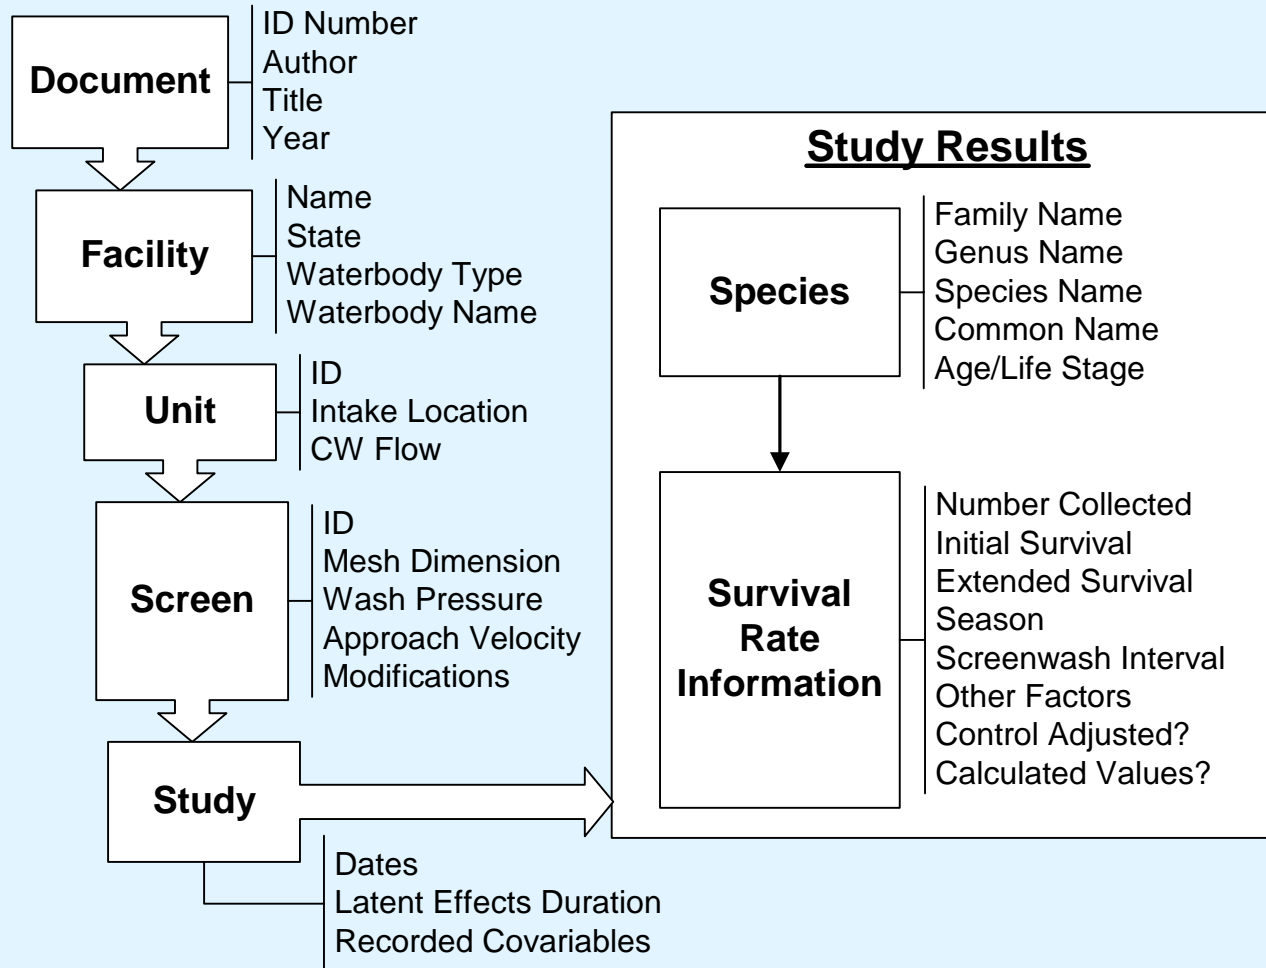 Document
ID Number
Author
Title
Year
Facility
Name
State
Waterbody Type
Waterbody Name
Unit
ID
Intake Location
CW Flow
Screen
ID
Mesh Dimension
Wash Pressure
Approach Velocity
Modifications
Study
Dates
Latent Effects Duration
Recorded Covariables
Study Results
Species
Family Name
Genus Name
Species Name
Common Name
Age/Life Stage
Survival
Rate
Information
Number Collected
Initial Survival
Extended Survival
Season
Screenwash Interval
Other Factors
Control Adjusted?
Calculated Values?